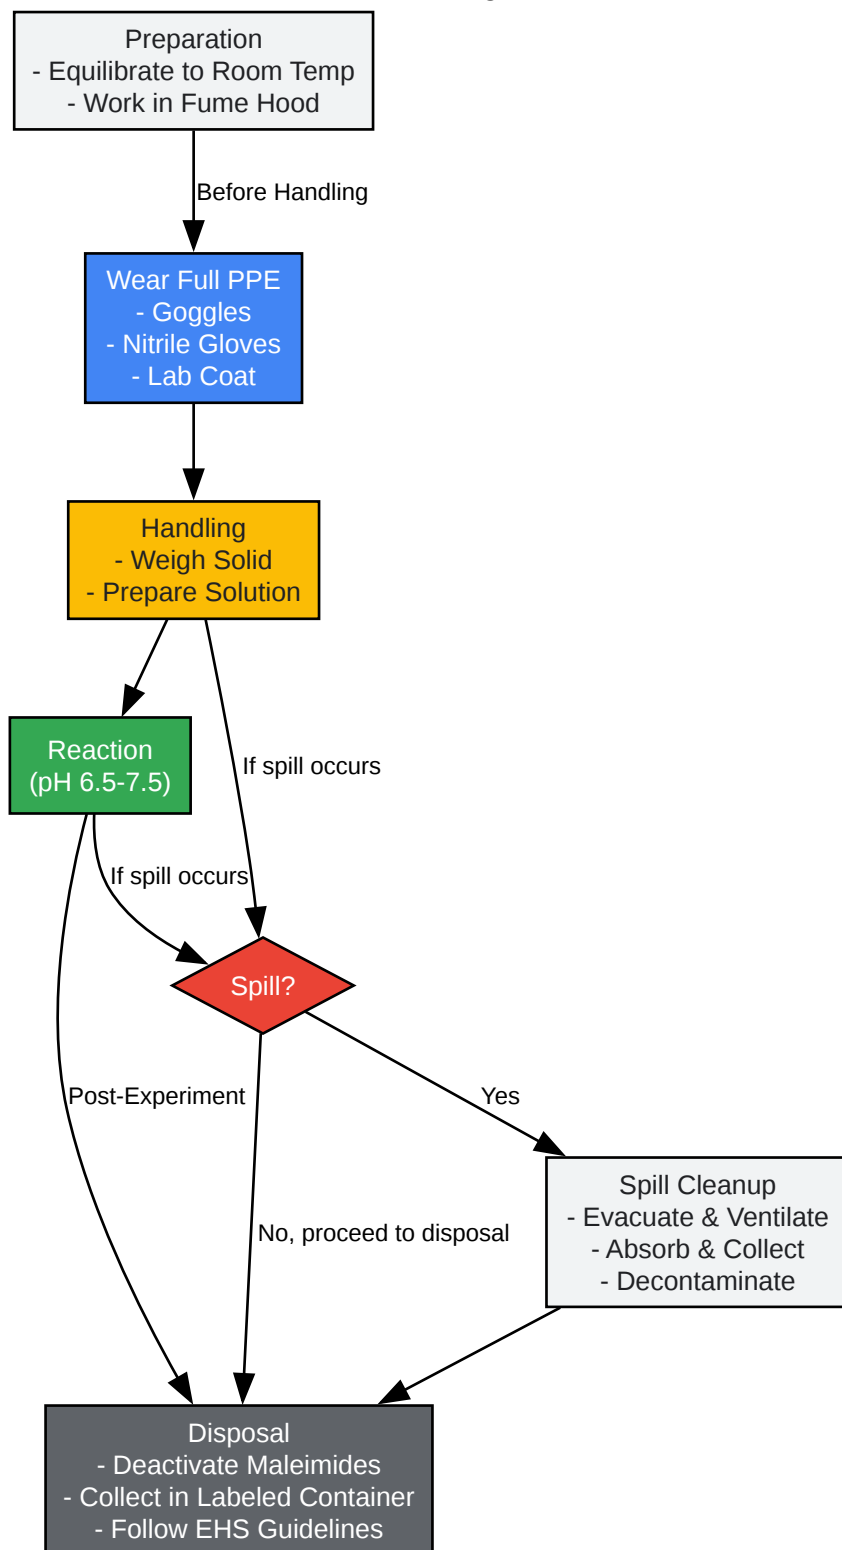 Preparation
- Equilibrate to Room Temp
- Work in Fume Hood
Before Handling
Wear Full PPE
- Goggles
- Nitrile Gloves
- Lab Coat
Handling
- Weigh Solid
- Prepare Solution
Reaction
(pH 6.5-7.5)
If spill occurs
If spill occurs
Spill?
Post-Experiment
Yes
No, proceed to disposal
Spill Cleanup
- Evacuate & Ventilate
- Absorb & Collect
- Decontaminate
Disposal
- Deactivate Maleimides
- Collect in Labeled Container
- Follow EHS Guidelines